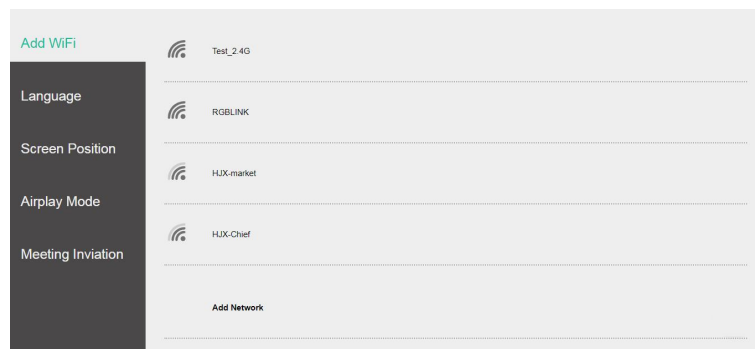 Add WiFi
Language
Screen Position
Airplay Mode
Meeting Inviation
Test_2.4G
RGBLINK
HJX-market
HJX-Chief
Add Network